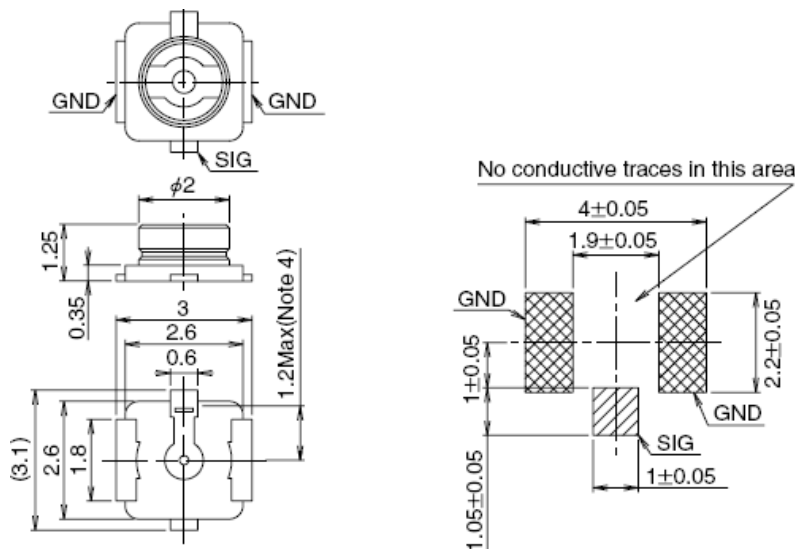 GND
GND
SIG
ϕ2
1.25
0.35
3
2.6
0.6
1.2Max(Note 4)
(3.1)
2.6
1.8
No conductive traces in this area
4±0.05
1.9±0.05
GND
1±0.05
2.2±0.05
GND
SIG
1.05±0.05
1±0.05